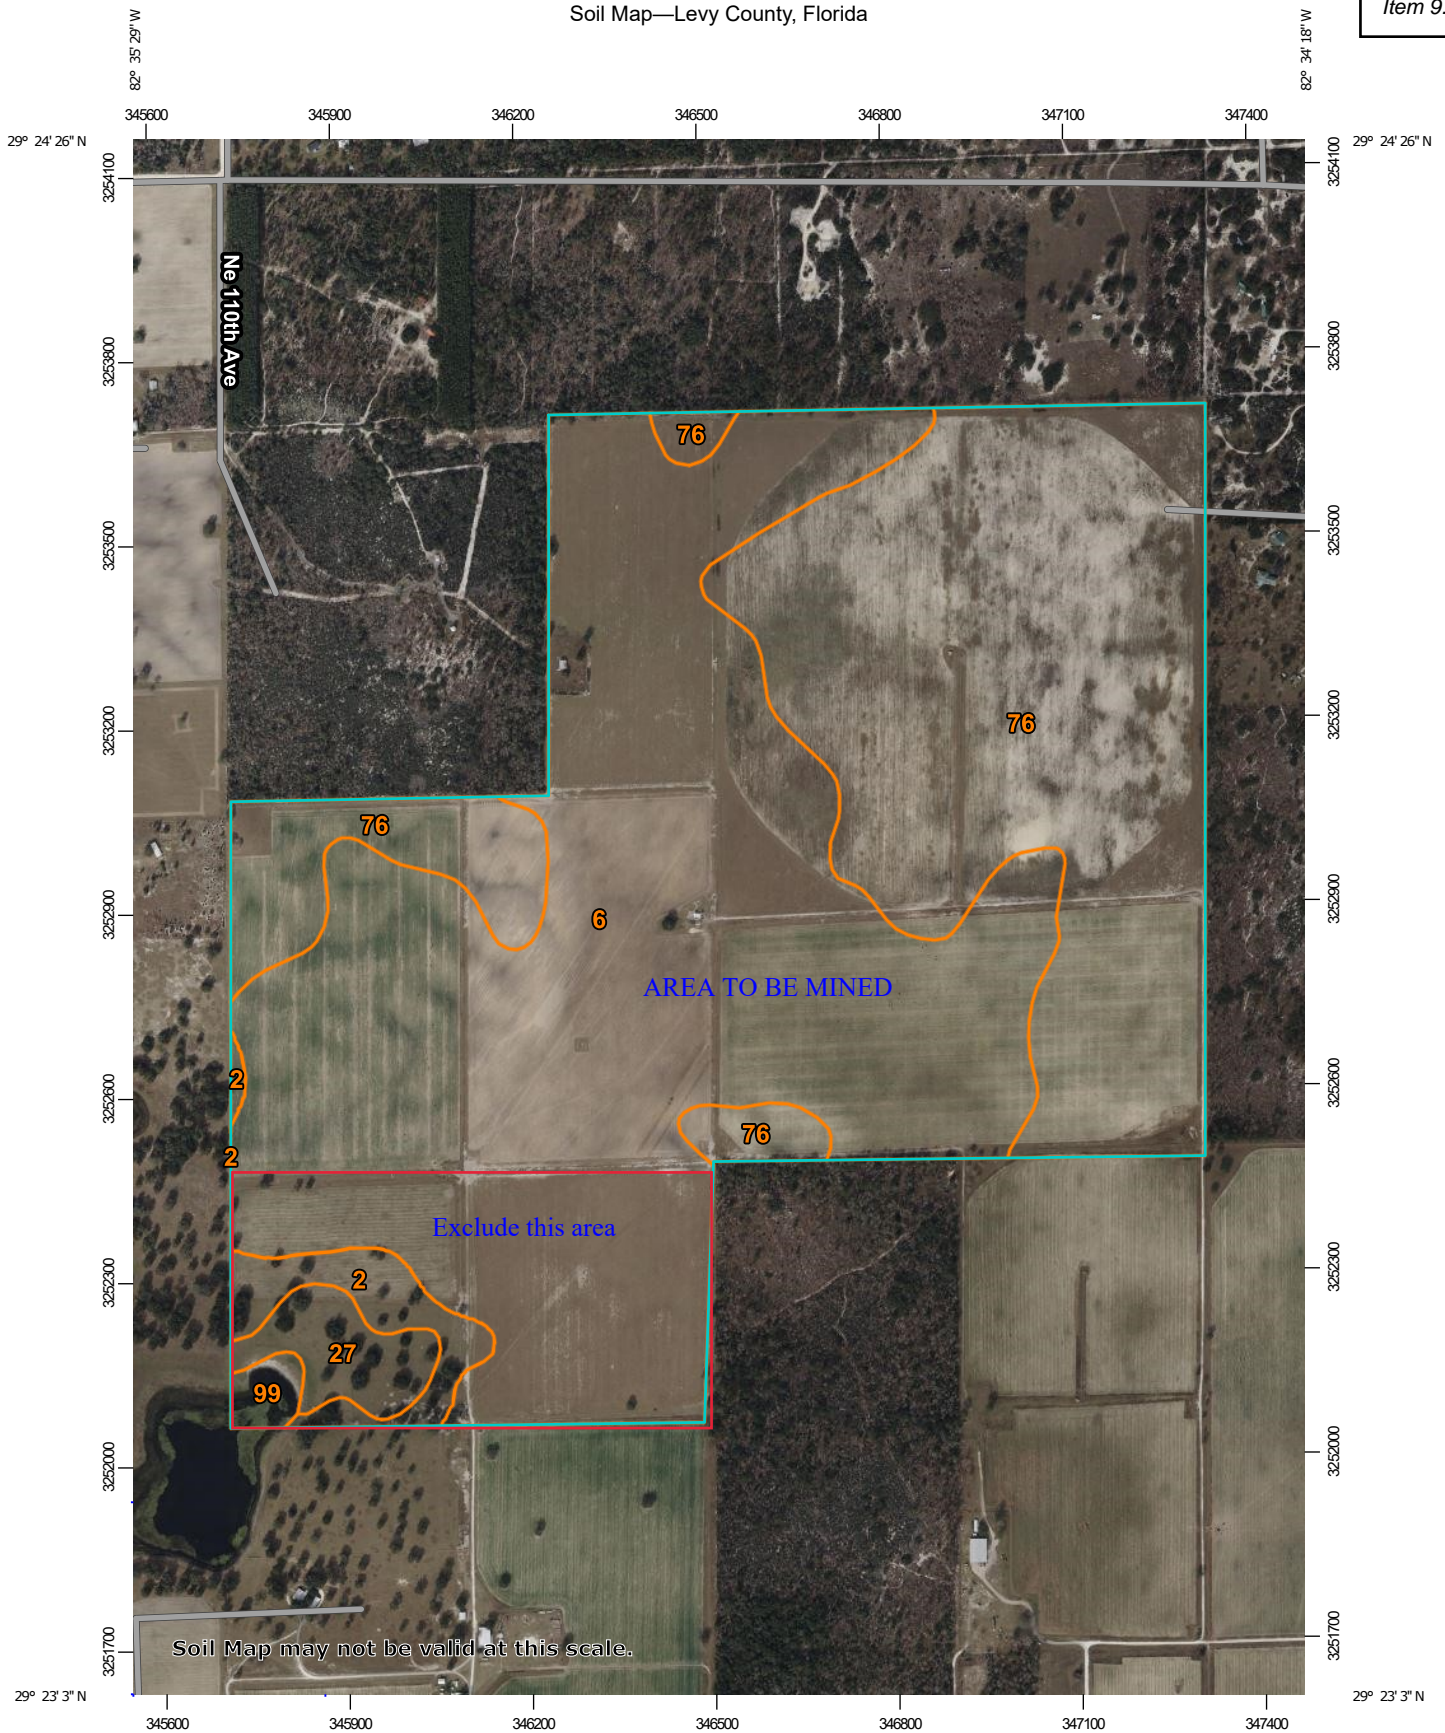 Soil Map—Levy County, Florida
Item 9.
82° 35' 29" W
82° 34' 18" W
345600 345900 346200 346500 346800 347100 347400
29° 24' 26" N
29° 24' 26" N
3254100
3254100
Ne 110th Ave
3253800
3253800
76
3253500
3253500
3253200
3253200
76
76
3252900
3252900
6
AREA TO BE MINED
3252600
3252600
2
76
2
Exclude this area
3252300
3252300
2
27
99
3252000
3252000
3251700
3251700
Soil Map may not be valid at this scale.
29° 23' 3" N
29° 23' 3" N
345600 345900 346200 346500 346800 347100 347400